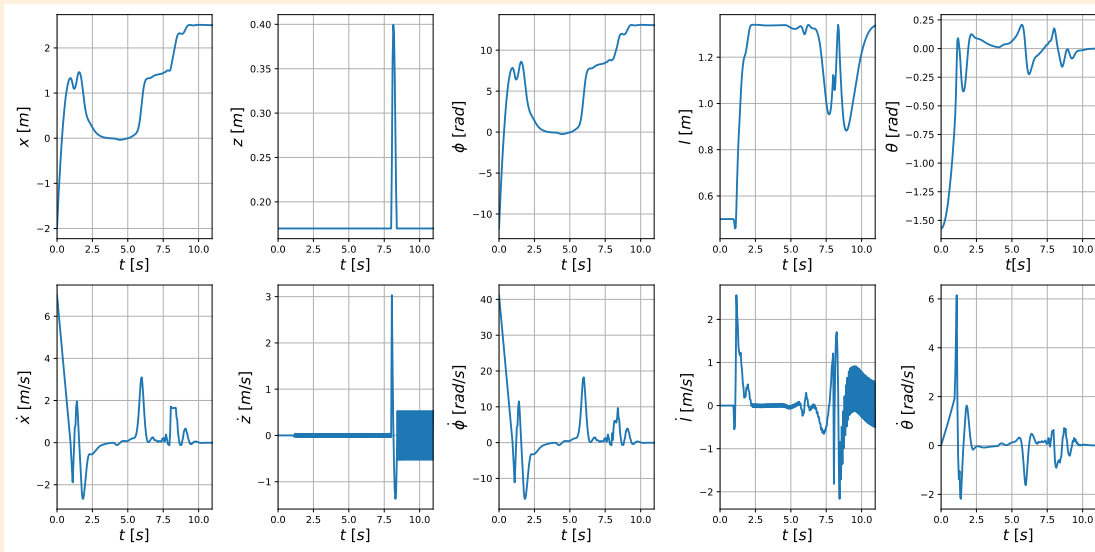 x [m]
2
1
0
−1
−2
0.0 2.5 5.0 7.5 10.0
t [s]
z [m]
0.40
0.35
0.30
0.25
0.20
0.0 2.5 5.0 7.5 10.0
t [s]
ϕ [rad]
10
5
0
−5
−10
0.0 2.5 5.0 7.5 10.0
t [s]
l [m]
1.2
1.0
0.8
0.6
0.0 2.5 5.0 7.5 10.0
t [s]
θ [rad]
0.25
0.00
−0.25
−0.50
−0.75
−1.00
−1.25
−1.50
0.0 2.5 5.0 7.5 10.0
t[s]
ẋ [m/s]
6
4
2
0
−2
0.0 2.5 5.0 7.5 10.0
t [s]
ż [m/s]
3
2
1
0
−1
0.0 2.5 5.0 7.5 10.0
t [s]
ϕ̇ [rad/s]
40
30
20
10
0
−10
0.0 2.5 5.0 7.5 10.0
t [s]
l̇ [m/s]
2
1
0
−1
−2
0.0 2.5 5.0 7.5 10.0
t [s]
θ̇ [rad/s]
6
4
2
0
−2
0.0 2.5 5.0 7.5 10.0
t [s]